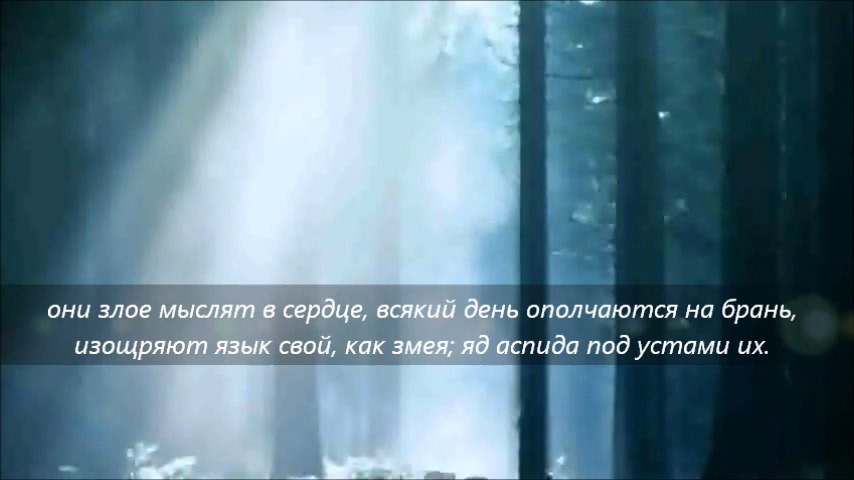 они злое мыслят в сердце, всякий день ополчаются на брань,
изощряют язык свой, как змея; яд аспида под устами их.